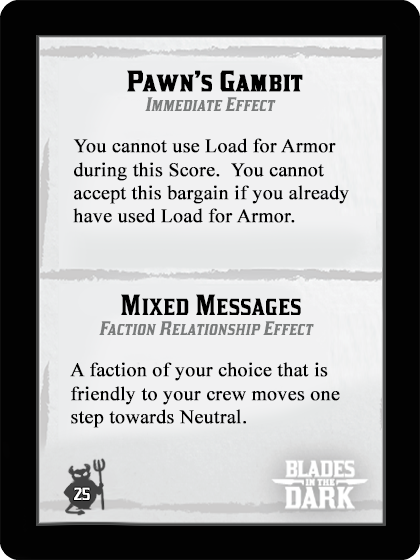 Pawn's Gambit
Immediate Effect
You cannot use Load for Armor
during this Score.  You cannot
accept this bargain if you already
have used Load for Armor.
Mixed Messages
Faction Relationship Effect
A faction of your choice that is
friendly to your crew moves one
step towards Neutral.
25
BLADES
IN THE
DARK